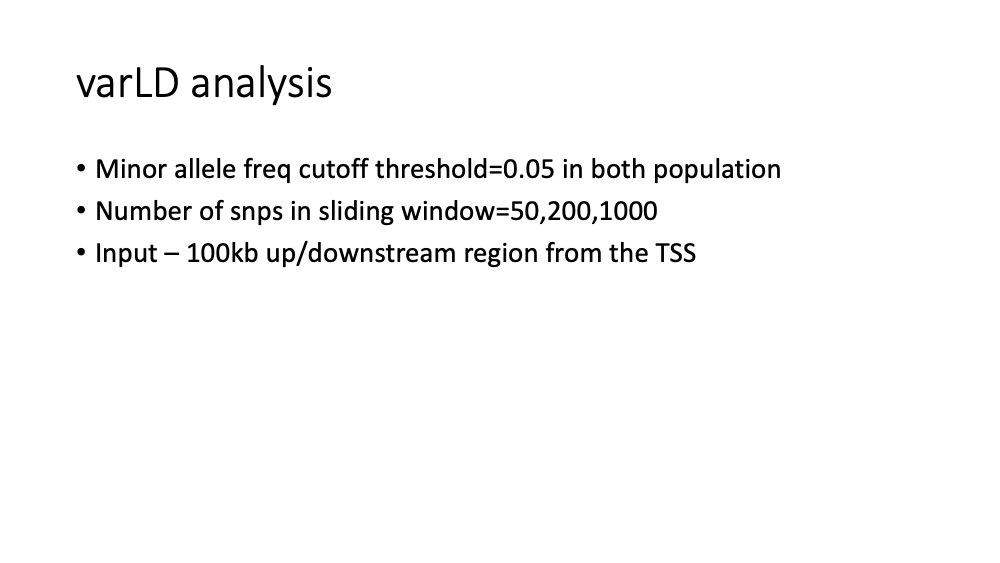 varLD analysis
• Minor allele freq cutoff threshold=0.05 in both population
• Number of snps in sliding window=50,200,1000
• Input – 100kb up/downstream region from the TSS